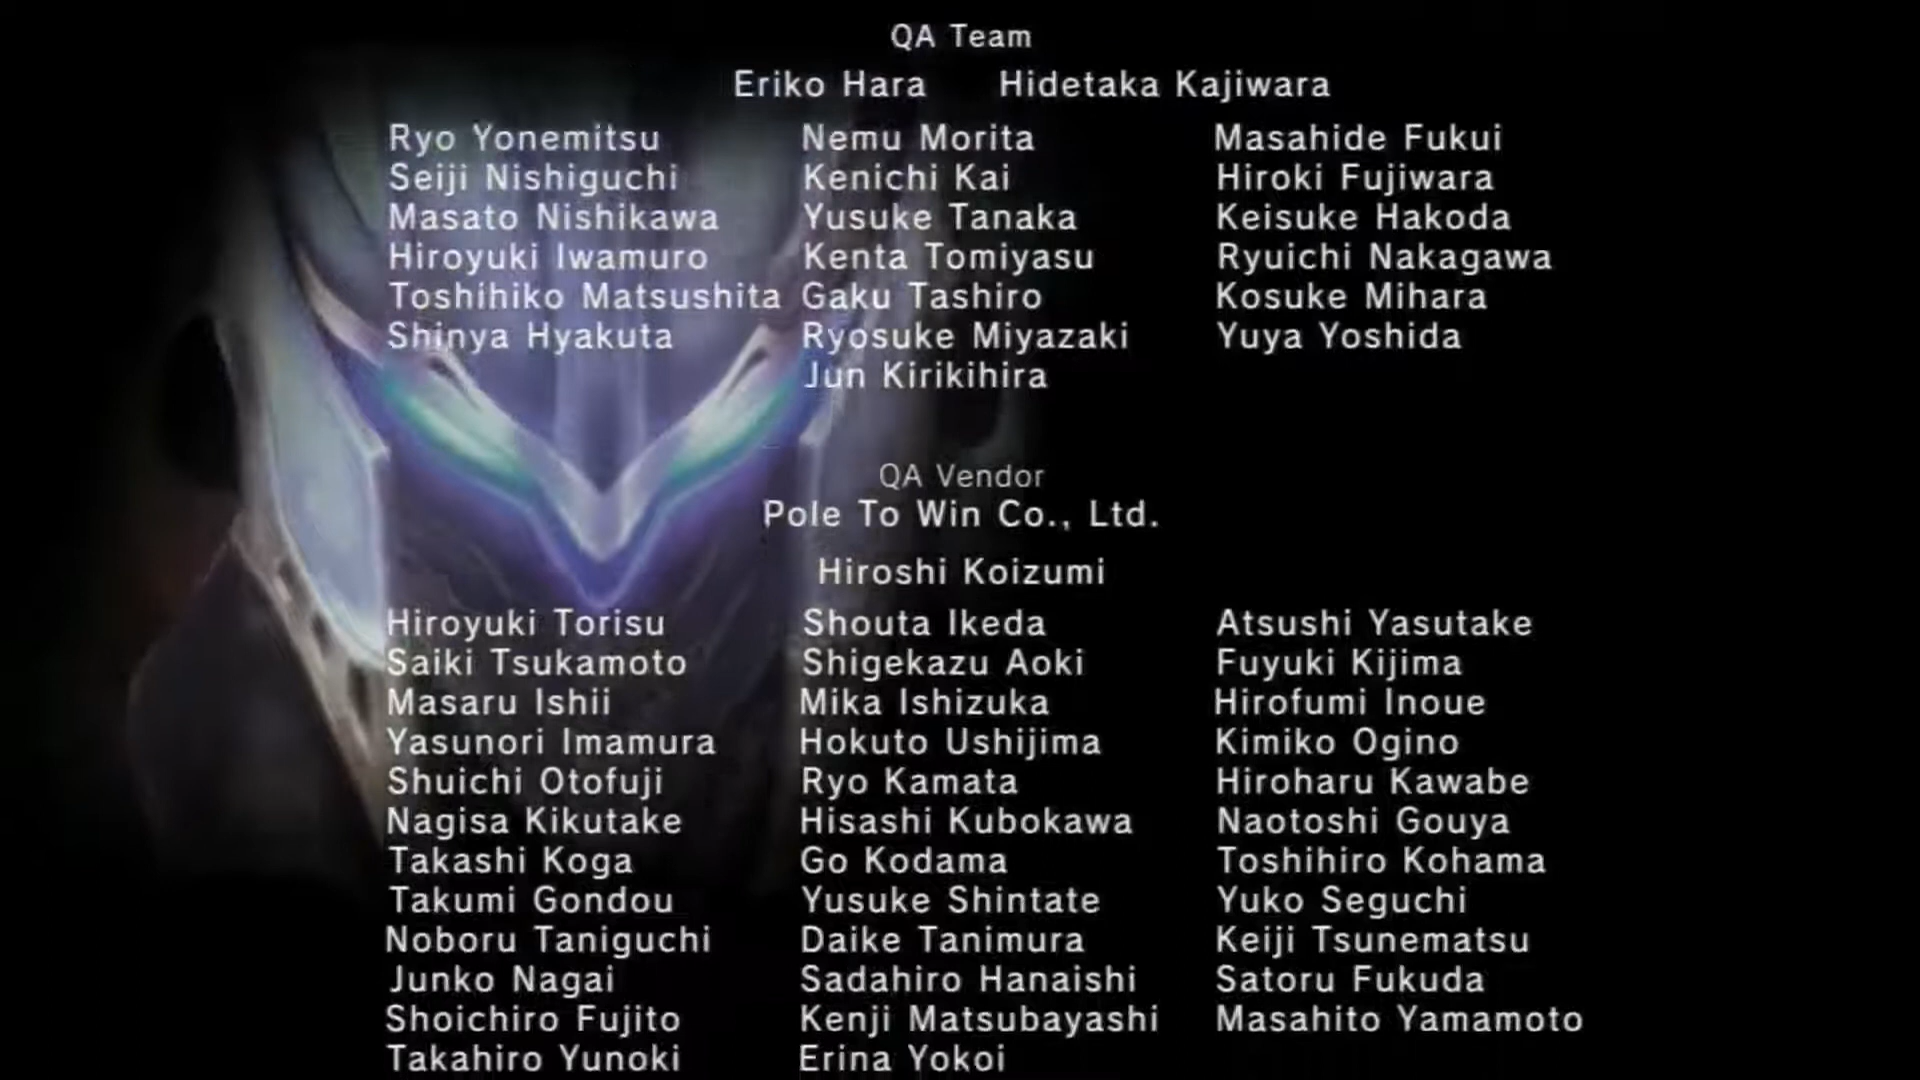 QA Team
Eriko Hara Hidetaka Kajiwara
Ryo Yonemitsu Nemu Morita Masahide Fukui
Seiji Nishiguchi Kenichi Kai Hiroki Fujiwara
Masato Nishikawa Yusuke Tanaka Keisuke Hakoda
Hiroyuki Iwamuro Kenta Tomiyasu Ryuichi Nakagawa
Toshihiko Matsushita Gaku Tashiro Kosuke Mihara
Shinya Hyakuta Ryosuke Miyazaki Yuya Yoshida
Jun Kirikihira
QA Vendor
Pole To Win Co., Ltd.
Hiroshi Koizumi
Hiroyuki Torisu Shouta Ikeda Atsushi Yasutake
Saiki Tsukamoto Shigekazu Aoki Fuyuki Kijima
Masaru Ishii Mika Ishizuka Hirofumi Inoue
Yasunori Imamura Hokuto Ushijima Kimiko Ogino
Shuichi Otofuji Ryo Kamata Hiroharu Kawabe
Nagisa Kikutake Hisashi Kubokawa Naotoshi Gouya
Takashi Koga Go Kodama Toshihiro Kohama
Takumi Gondou Yusuke Shintate Yuko Seguchi
Noboru Taniguchi Daike Tanimura Keiji Tsunematsu
Junko Nagai Sadahiro Hanaishi Satoru Fukuda
Shoichiro Fujito Kenji Matsubayashi Masahito Yamamoto
Takahiro Yunoki Erina Yokoi